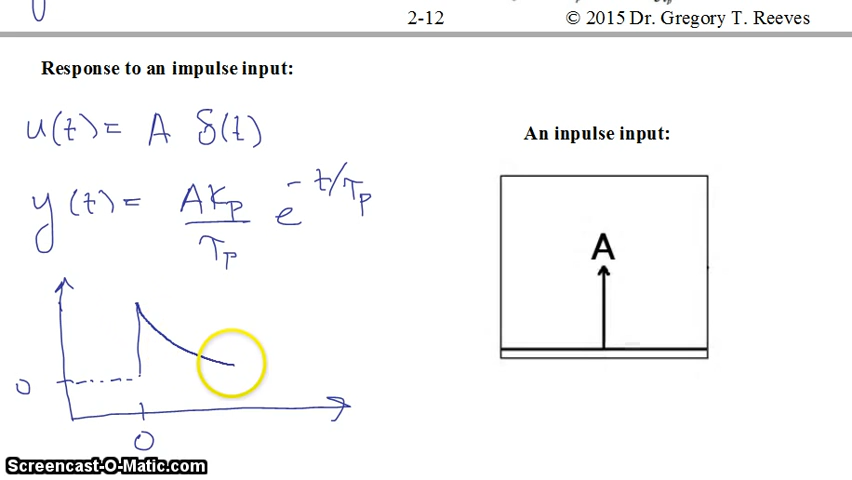 2-12
© 2015 Dr. Gregory T. Reeves
Response to an impulse input:
u(t) = A δ(t)
y(t) = AKp/τp e^-t/τp
0
0
An inpulse input:
A
Screencast-O-Matic.com